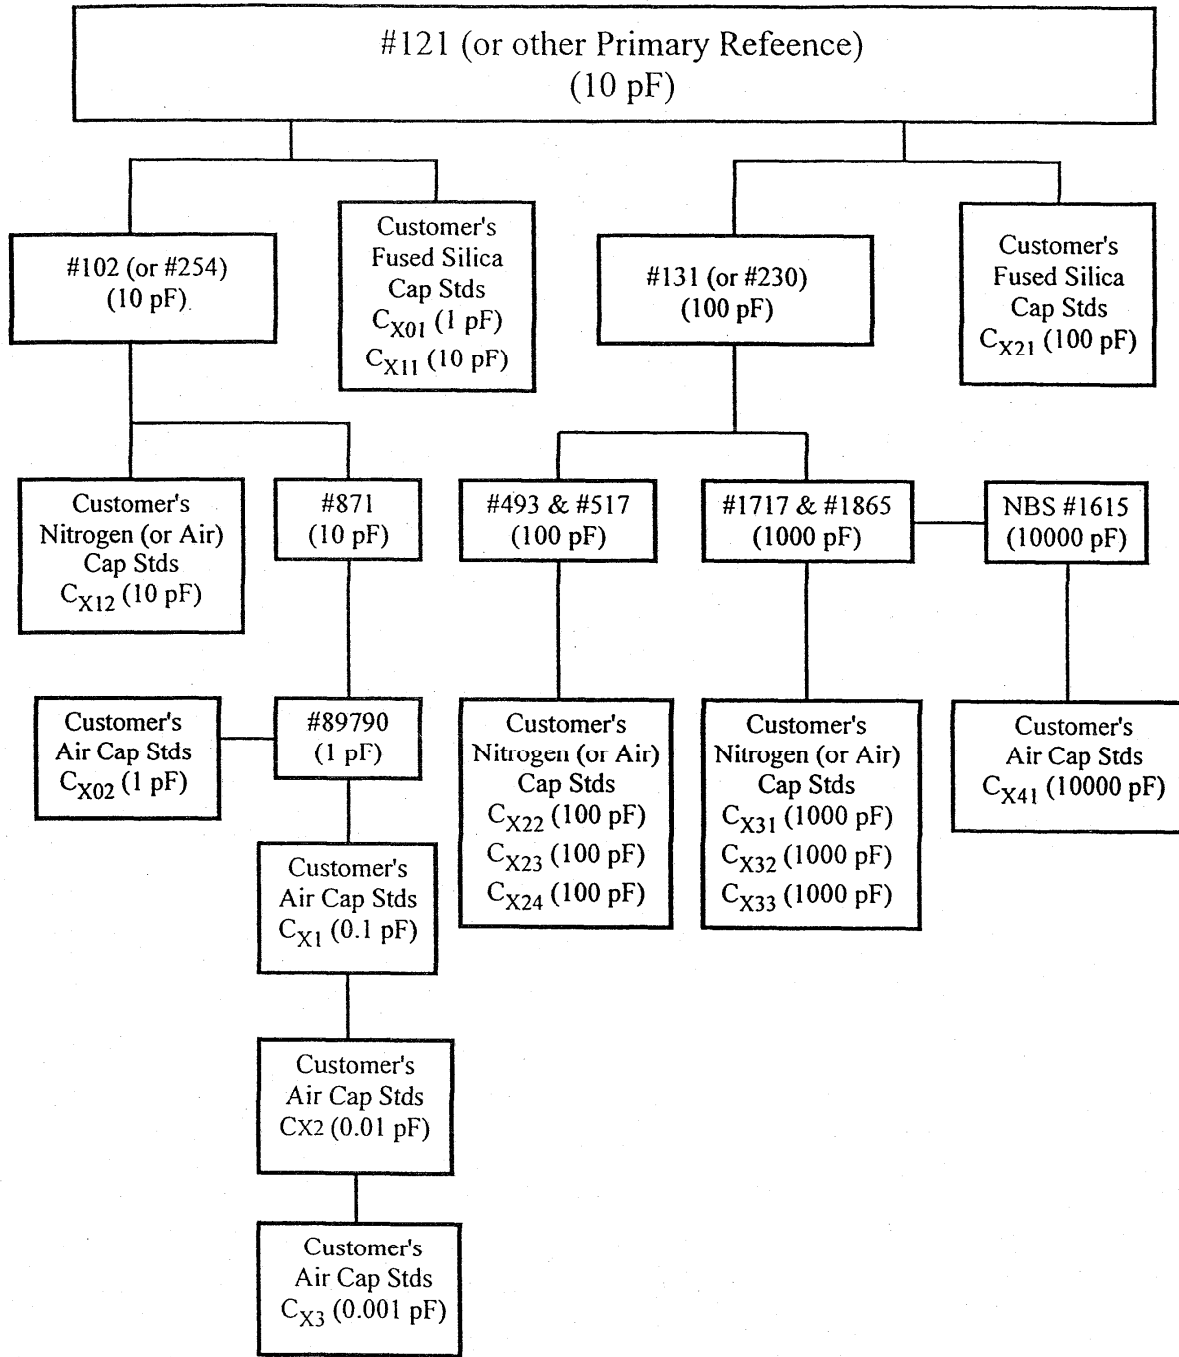 #121 (or other Primary Refeence)
(10 pF)
#102 (or #254)
(10 pF)
Customer's
Fused Silica
Cap Stds
CX01 (1 pF)
CX11 (10 pF)
#131 (or #230)
(100 pF)
Customer's
Fused Silica
Cap Stds
CX21 (100 pF)
Customer's
Nitrogen (or Air)
Cap Stds
CX12 (10 pF)
#871
(10 pF)
#493 & #517
(100 pF)
#1717 & #1865
(1000 pF)
NBS #1615
(10000 pF)
Customer's
Air Cap Stds
CX02 (1 pF)
#89790
(1 pF)
Customer's
Nitrogen (or Air)
Cap Stds
CX22 (100 pF)
CX23 (100 pF)
CX24 (100 pF)
Customer's
Nitrogen (or Air)
Cap Stds
CX31 (1000 pF)
CX32 (1000 pF)
CX33 (1000 pF)
Customer's
Air Cap Stds
CX41 (10000 pF)
Customer's
Air Cap Stds
CX1 (0.1 pF)
Customer's
Air Cap Stds
CX2 (0.01 pF)
Customer's
Air Cap Stds
CX3 (0.001 pF)